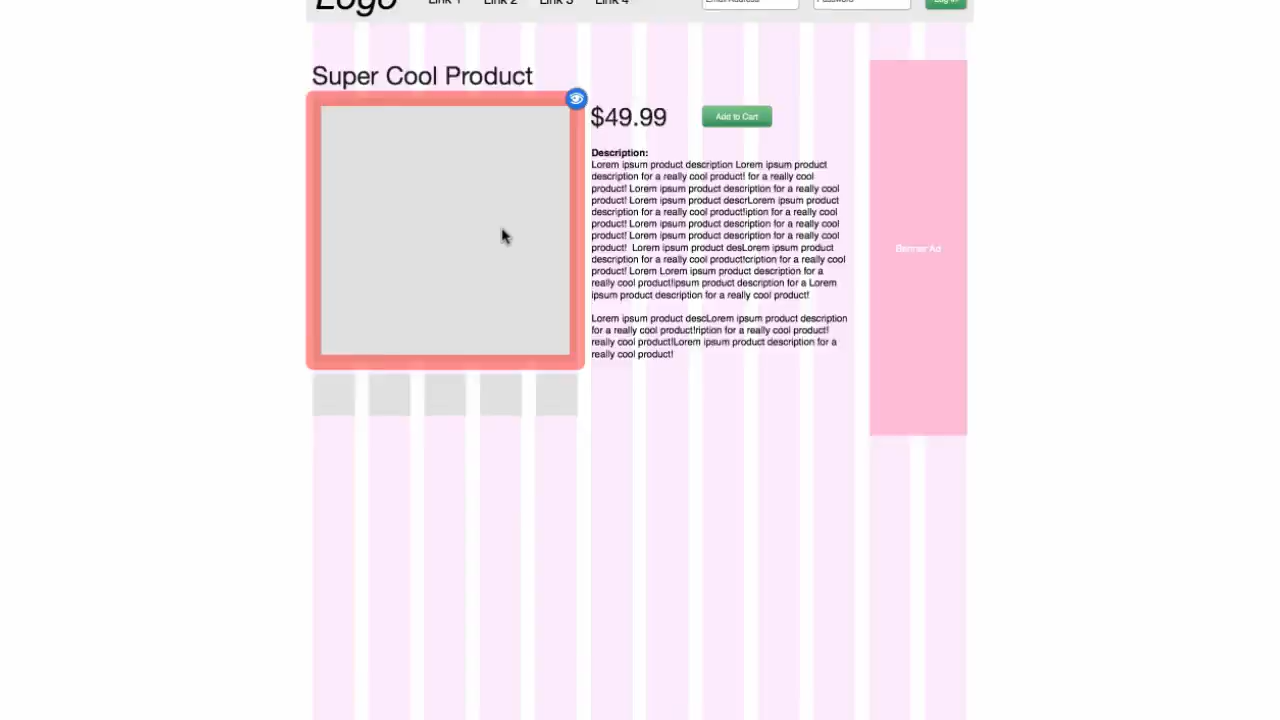 Logo
Link 1
Link 2
Link 3
Link 4
Email Address
Password
Log In
Super Cool Product
$49.99
Add to Cart
Description:
Lorem ipsum product description Lorem ipsum product
description for a really cool product! for a really cool
product! Lorem ipsum product description for a really cool
product! Lorem ipsum product descrLorem ipsum product
description for a really cool product!iption for a really cool
product! Lorem ipsum product description for a really cool
product! Lorem ipsum product description for a really cool
product!  Lorem ipsum product desLorem ipsum product
description for a really cool product!cription for a really cool
product! Lorem Lorem ipsum product description for a
really cool product!ipsum product description for a Lorem
ipsum product description for a really cool product!
Lorem ipsum product descLorem ipsum product description
for a really cool product!ription for a really cool product!
really cool product!Lorem ipsum product description for a
really cool product!
Banner Ad